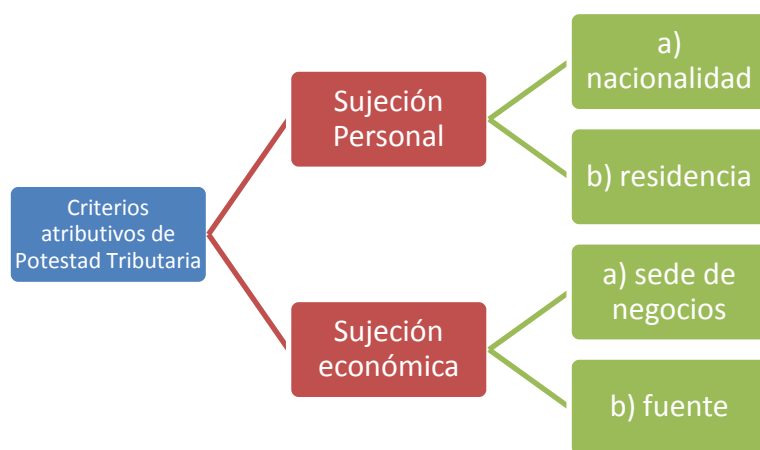 Criterios
atributivos de
Potestad Tributaria
Sujeción
Personal
a)
nacionalidad
b) residencia
Sujeción
económica
a) sede de
negocios
b) fuente